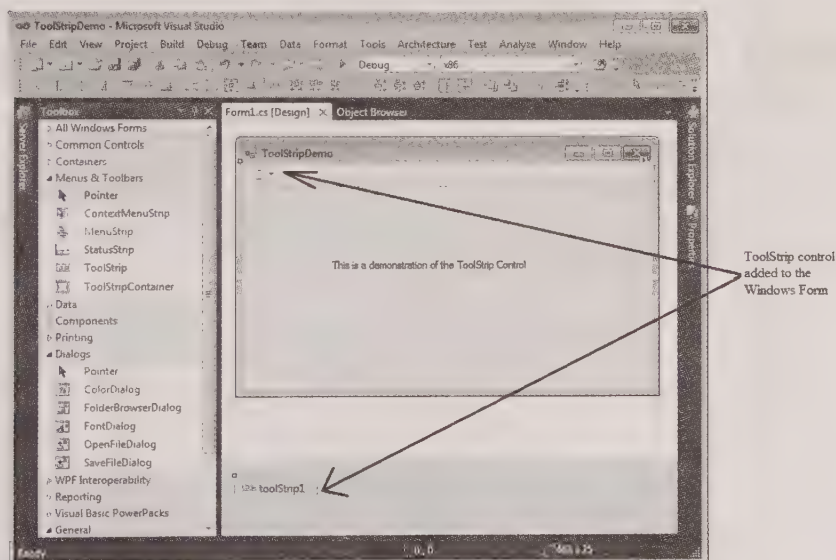 ToolStripDemo - Microsoft Visual Studio
File Edit View Project Build Debug Team Data Format Tools Architecture Test Analyze Window Help
Debug x86
Toolbox
Form1.cs [Design] X Object Browser
Server Explorer
All Windows Forms
Common Controls
Containers
Menus & Toolbars
Pointer
ContextMenuStrip
MenuStrip
StatusStrip
ToolStrip
ToolStripContainer
Data
Components
Printing
Dialogs
Pointer
ColorDialog
FolderBrowserDialog
FontDialog
OpenFileDialog
SaveFileDialog
WPF Interoperability
Reporting
Visual Basic PowerPacks
General
ToolStripDemo
This is a demonstration of the ToolStrip Control
toolStrip1
Solution Explorer
Properties
ToolStrip control
added to the
Windows Form
Ready
0, 0